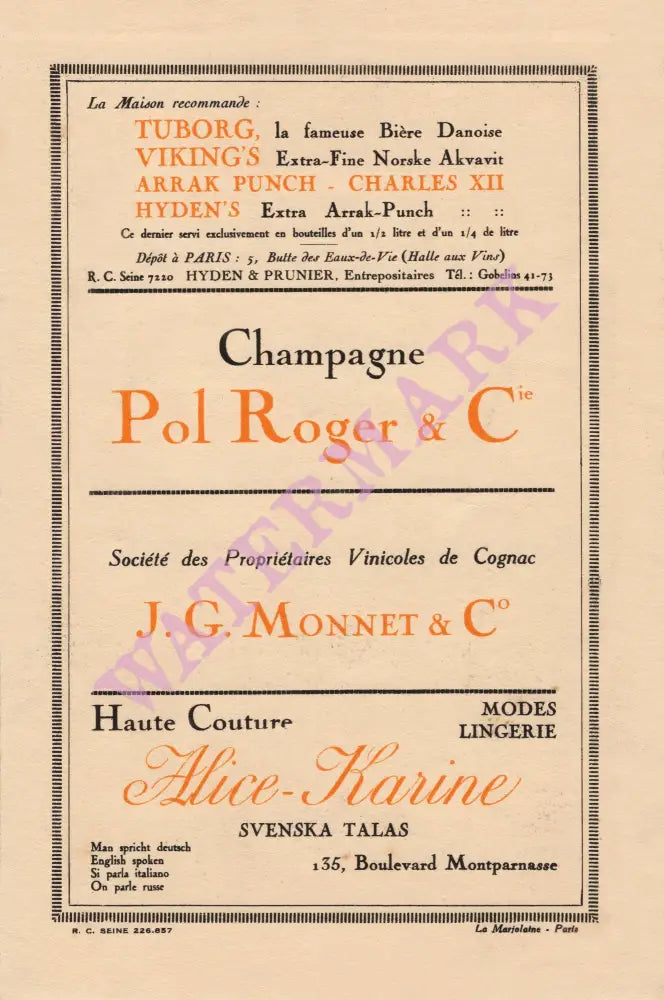 La Maison recommande :
TUBORG, la fameuse Bière Danoise
VIKING'S Extra-Fine Norske Akvavit
ARRAK PUNCH - CHARLES XII
HYDEN'S Extra Arrak-Punch :: ::
Ce dernier servi exclusivement en bouteilles d'un 1/2 litre et d'un 1/4 de litre
Dépôt à PARIS : 5, Butte des Eaux-de-Vie (Halle aux Vins)
R. C. Seine 7220 HYDEN & PRUNIER, Entrepositaires Tél. : Gobelins 41-73
Champagne
Pol Roger & Cie
Société des Propriétaires Vinicoles de Cognac
J. G. MONNET & Co
Haute Couture
MODES
LINGERIE
Alice-Karine
SVENSKA TALAS
Man spricht deutsch
English spoken
Si parla italiano
On parle russe
135, Boulevard Montparnasse
R. C. SEINE 226.857
La Marjolaine - Paris
WATERMARK